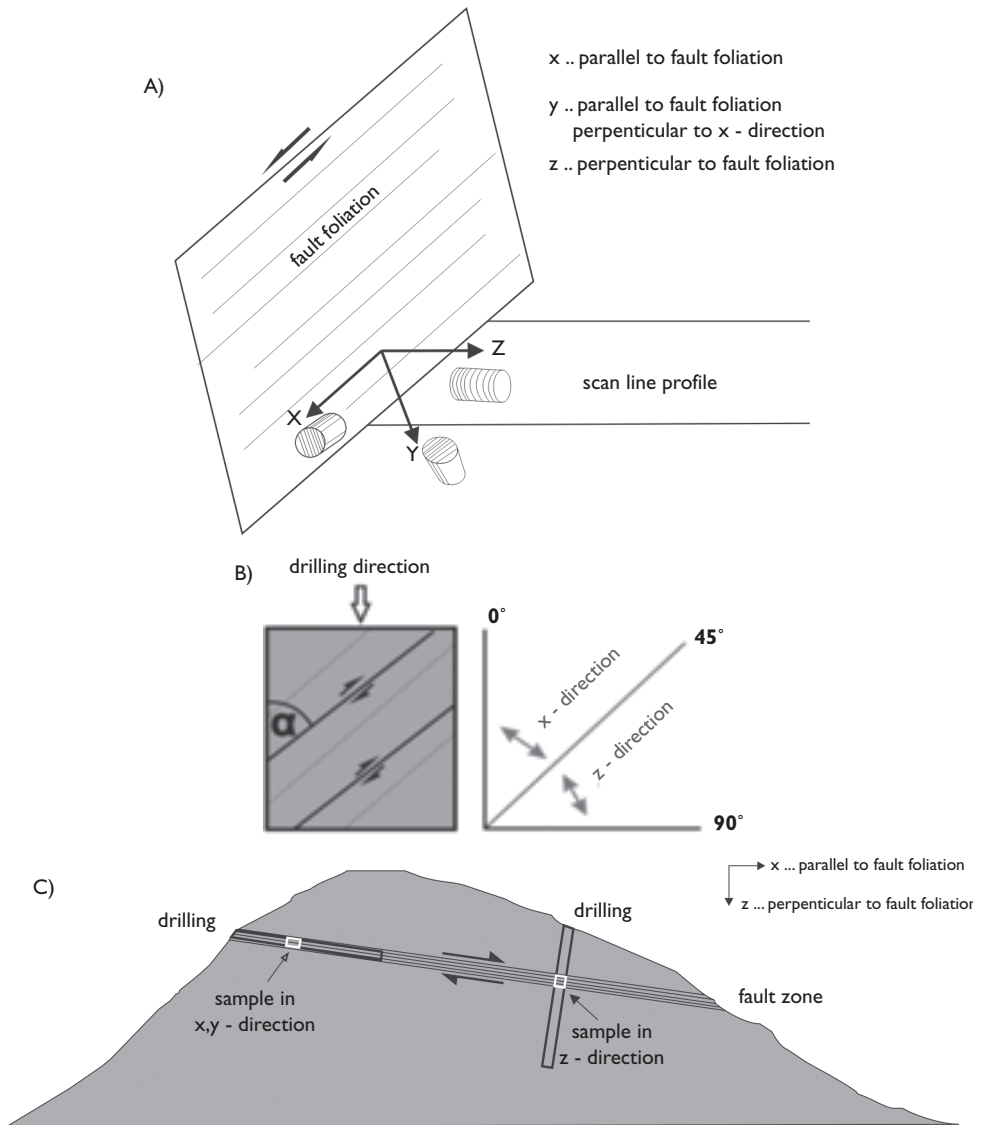 A)
x .. parallel to fault foliation
y .. parallel to fault foliation
perpenticular to x - direction
z .. perpenticular to fault foliation
fault foliation
Z
scan line profile
X
Y
B)
drilling direction
0°
45°
α
x - direction
z - direction
90°
C)
x ... parallel to fault foliation
z ... perpenticular to fault foliation
drilling
drilling
fault zone
sample in
x,y - direction
sample in
z - direction